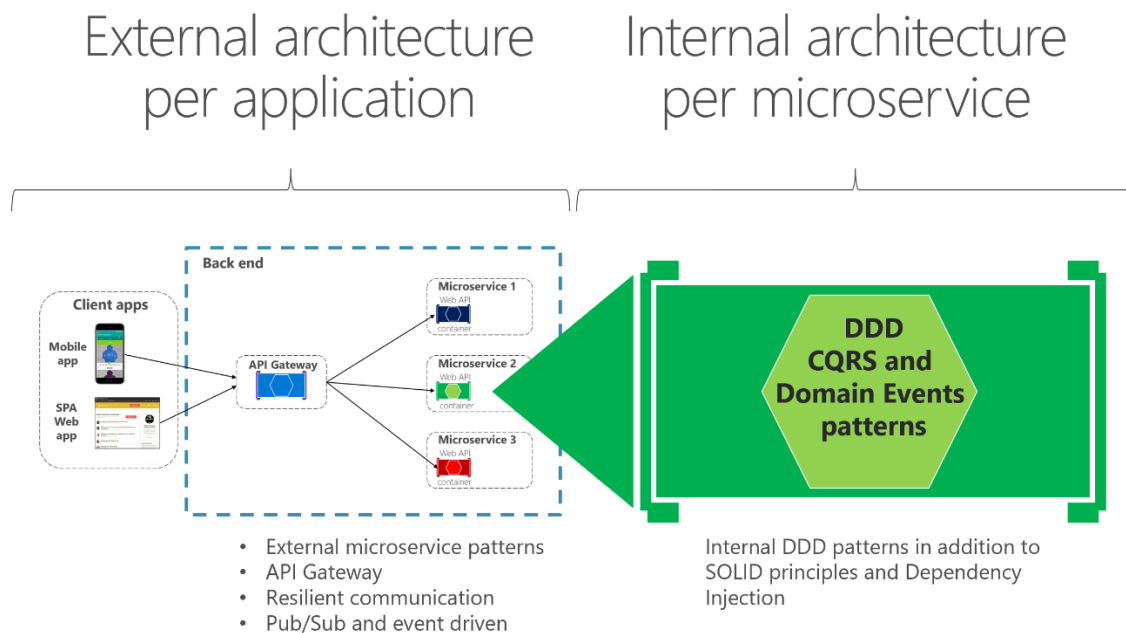 External architecture
per application
Internal architecture
per microservice
Back end
Client apps
Mobile
app
SPA
Web
app
API Gateway
Microservice 1
Web API
container
Microservice 2
Web API
container
Microservice 3
Web API
container
DDD
CQRS and
Domain Events
patterns
• External microservice patterns
• API Gateway
• Resilient communication
• Pub/Sub and event driven
Internal DDD patterns in addition to
SOLID principles and Dependency
Injection